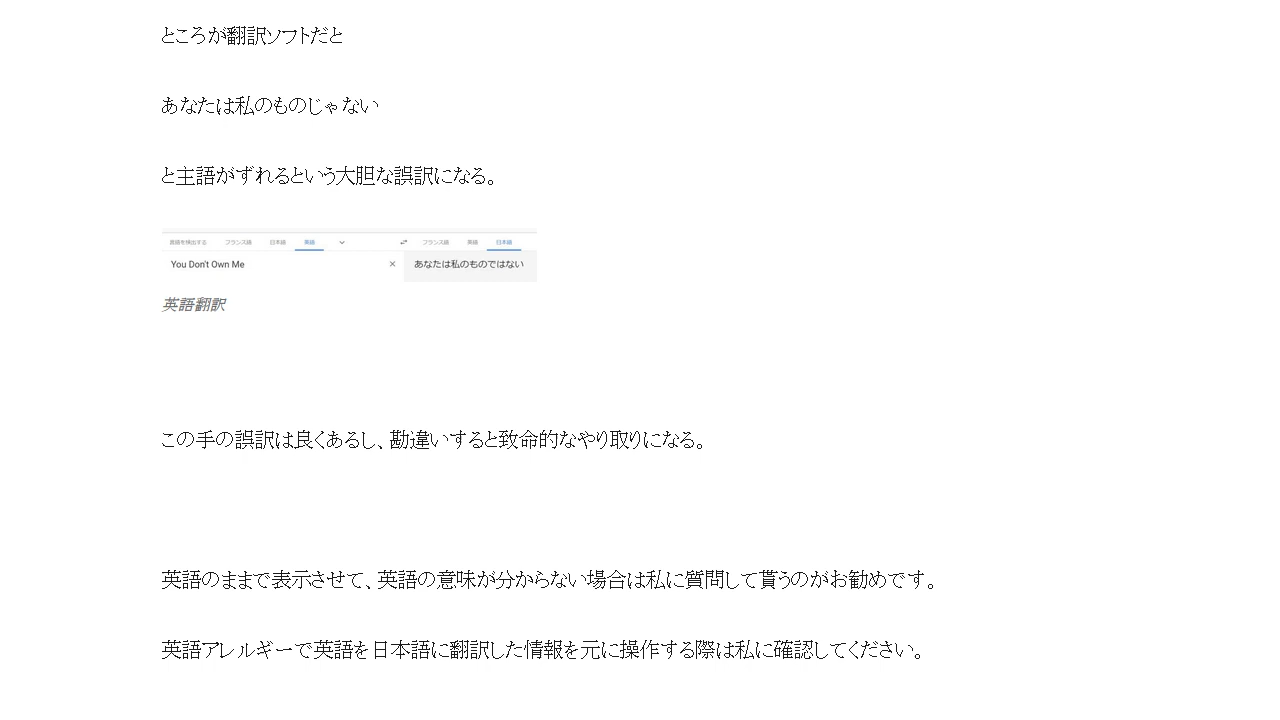 ところが翻訳ソフトだと
あなたは私のものじゃない
と主語がずれるという大胆な誤訳になる。
言語を検出する フランス語 日本語 英語 フランス語 英語 日本語
You Don't Own Me × あなたは私のものではない
英語翻訳
この手の誤訳は良くあるし、勘違いすると致命的なやり取りになる。
英語のままで表示させて、英語の意味が分からない場合は私に質問して貰うのがお勧めです。
英語アレルギーで英語を日本語に翻訳した情報を元に操作する際は私に確認してください。